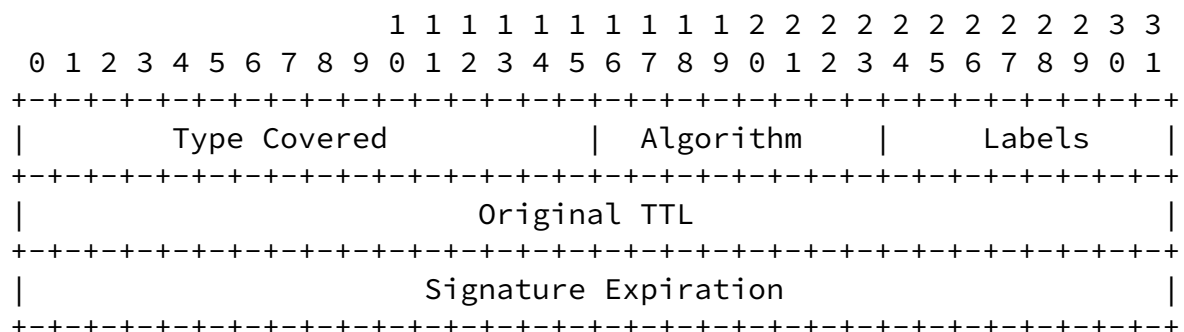 1 1 1 1 1 1 1 1 1 1 2 2 2 2 2 2 2 2 2 2 3 3
 0 1 2 3 4 5 6 7 8 9 0 1 2 3 4 5 6 7 8 9 0 1 2 3 4 5 6 7 8 9 0 1
+-+-+-+-+-+-+-+-+-+-+-+-+-+-+-+-+-+-+-+-+-+-+-+-+-+-+-+-+-+-+-+-+
|        Type Covered           |  Algorithm    |     Labels    |
+-+-+-+-+-+-+-+-+-+-+-+-+-+-+-+-+-+-+-+-+-+-+-+-+-+-+-+-+-+-+-+-+
|                         Original TTL                          |
+-+-+-+-+-+-+-+-+-+-+-+-+-+-+-+-+-+-+-+-+-+-+-+-+-+-+-+-+-+-+-+-+
|                      Signature Expiration                     |
+-+-+-+-+-+-+-+-+-+-+-+-+-+-+-+-+-+-+-+-+-+-+-+-+-+-+-+-+-+-+-+-+